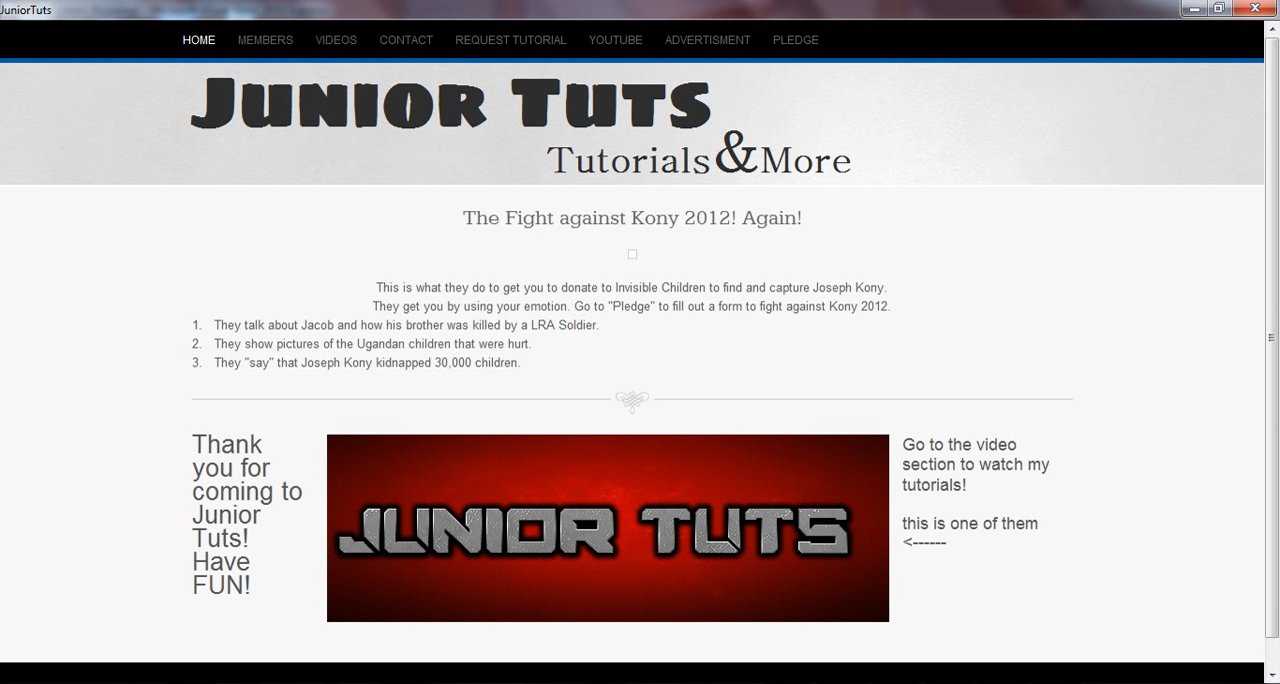 JuniorTuts
HOME MEMBERS VIDEOS CONTACT REQUEST TUTORIAL YOUTUBE ADVERTISMENT PLEDGE
JUNIOR TUTS
Tutorials&More
The Fight against Kony 2012! Again!
This is what they do to get you to donate to Invisible Children to find and capture Joseph Kony.
They get you by using your emotion. Go to "Pledge" to fill out a form to fight against Kony 2012.
1. They talk about Jacob and how his brother was killed by a LRA Soldier.
2. They show pictures of the Ugandan children that were hurt.
3. They "say" that Joseph Kony kidnapped 30,000 children.
Thank
you for
coming to
Junior
Tuts!
Have
FUN!
JUNIOR TUTS
Go to the video
section to watch my
tutorials!
this is one of them
<------